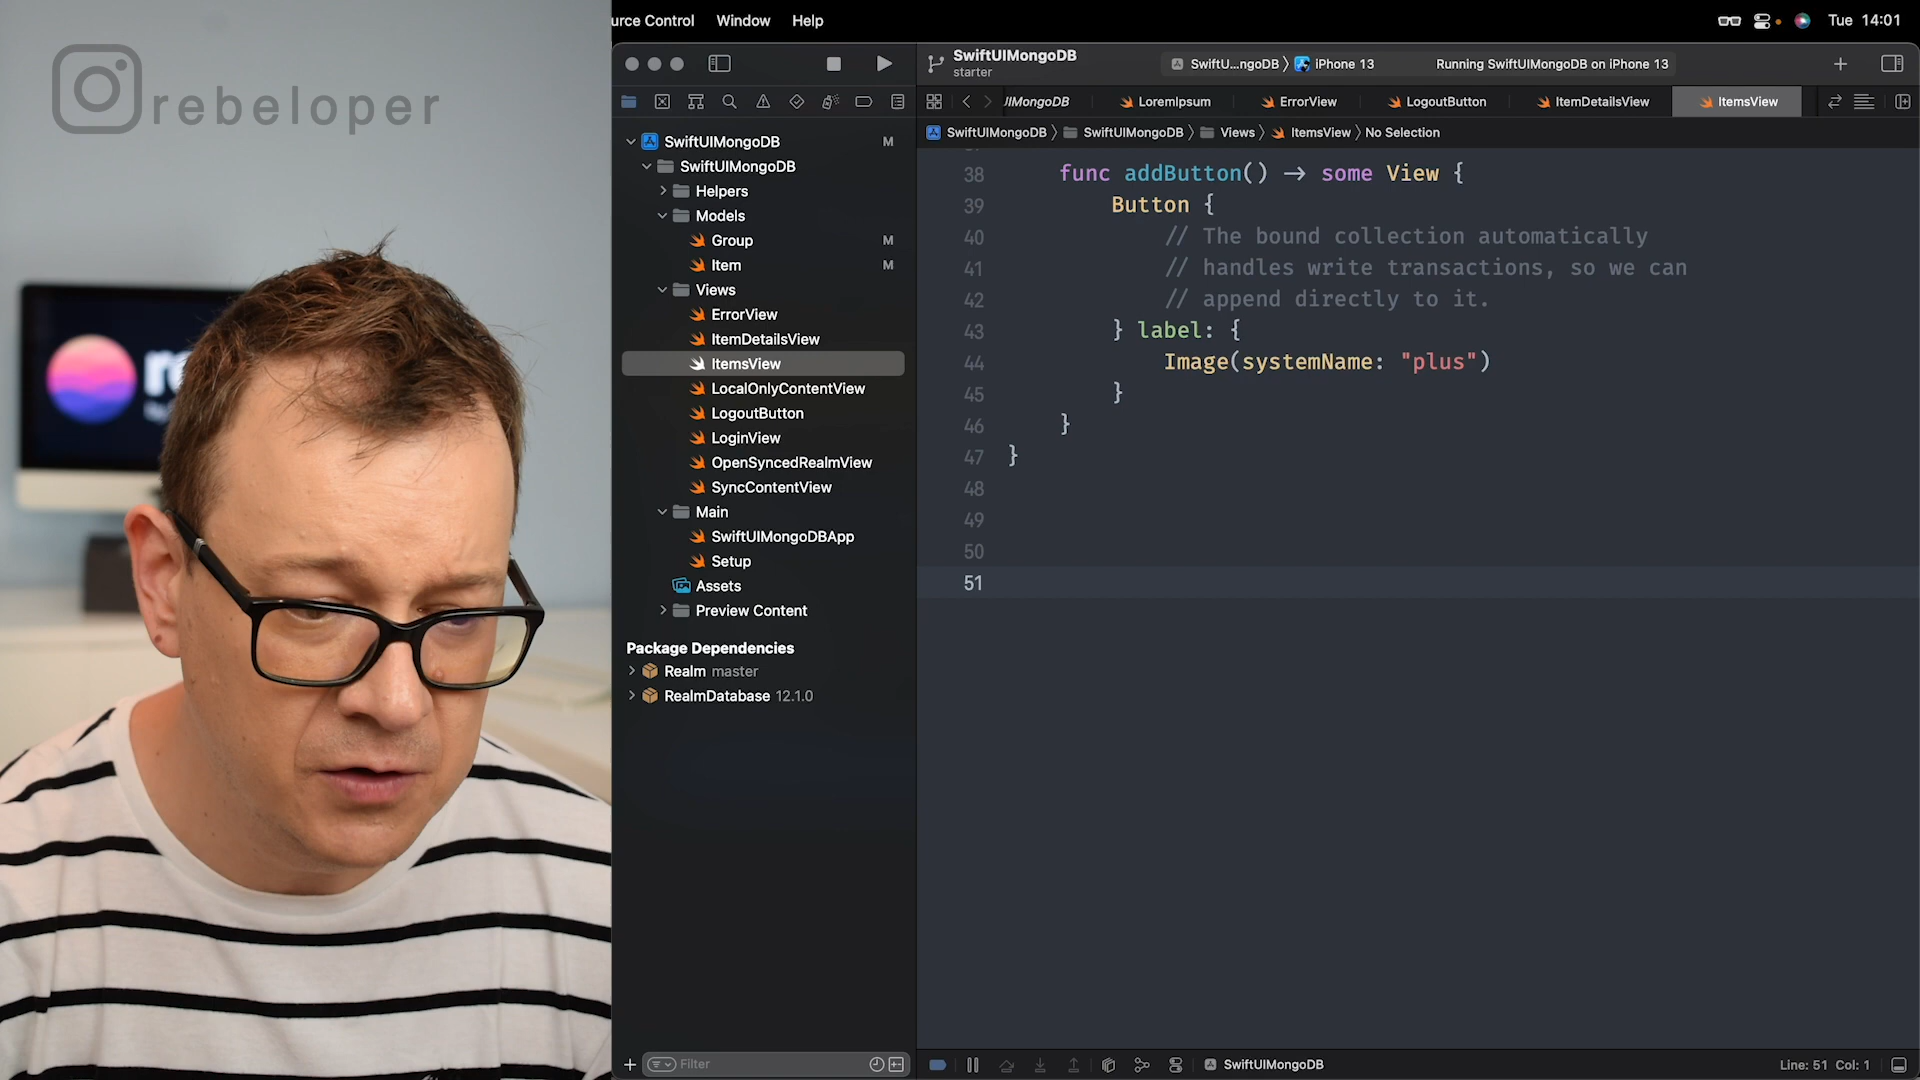 rebeloper
re
urce Control Window Help
Tue 14:01
SwiftUIMongoDB
starter
SwiftU...ngoDB
iPhone 13
Running SwiftUIMongoDB on iPhone 13
UIMongoDB
LoremIpsum
ErrorView
LogoutButton
ItemDetailsView
ItemsView
SwiftUIMongoDB
SwiftUIMongoDB
Views
ItemsView
No Selection
SwiftUIMongoDB M
SwiftUIMongoDB
Helpers
Models
Group M
Item M
Views
ErrorView
ItemDetailsView
ItemsView
LocalOnlyContentView
LogoutButton
LoginView
OpenSyncedRealmView
SyncContentView
Main
SwiftUIMongoDBApp
Setup
Assets
Preview Content
Package Dependencies
Realm master
RealmDatabase 12.1.0
Filter
38 func addButton() -> some View {
39 Button {
40 // The bound collection automatically
41 // handles write transactions, so we can
42 // append directly to it.
43 } label: {
44 Image(systemName: "plus")
45 }
46 }
47 }
48
49
50
51
SwiftUIMongoDB
Line: 51 Col: 1